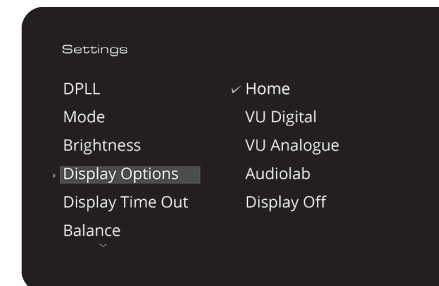 Settings
DPLL
Mode
Brightness
Display Options
Display Time Out
Balance
✓ Home
VU Digital
VU Analogue
Audiolab
Display Off